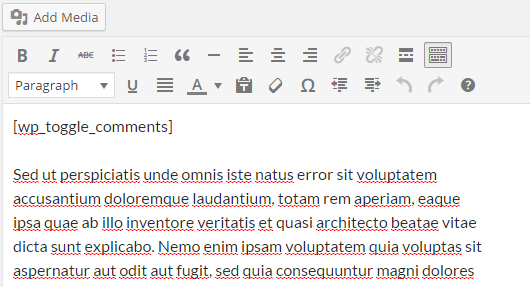 Add Media
B I ABC
Paragraph U A Ω ?
[wp_toggle_comments]
Sed ut perspiciatis unde omnis iste natus error sit voluptatem
accusantium doloremque laudantium, totam rem aperiam, eaque
ipsa quae ab illo inventore veritatis et quasi architecto beatae vitae
dicta sunt explicabo. Nemo enim ipsam voluptatem quia voluptas sit
aspernatur aut odit aut fugit, sed quia consequuntur magni dolores